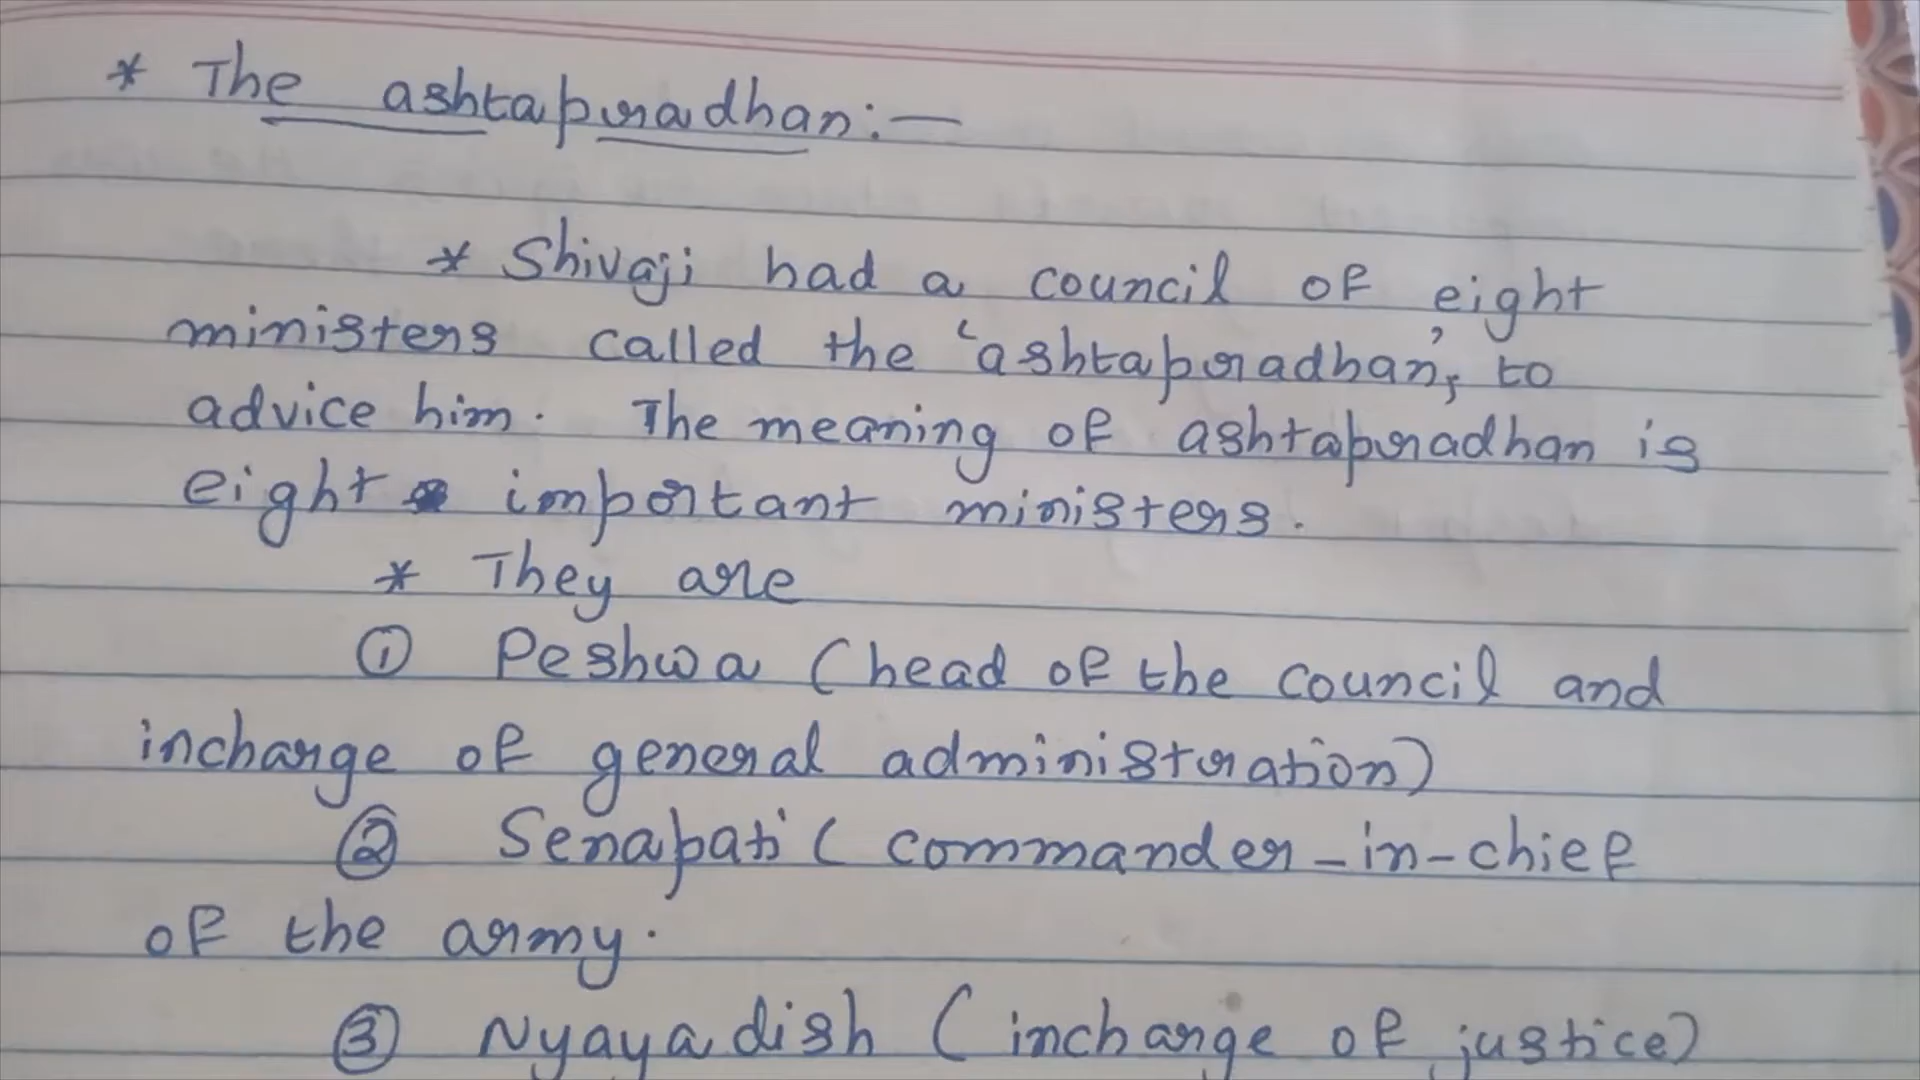 * The ashtapradhan:—
* Shivaji had a council of eight
ministers called the 'ashtapradhan', to
advice him. The meaning of ashtapradhan is
eight important ministers.
* They are
① Peshwa (head of the council and
incharge of general administration)
② Senapati (commander-in-chief
of the army.
③ Nyayadish (incharge of justice)